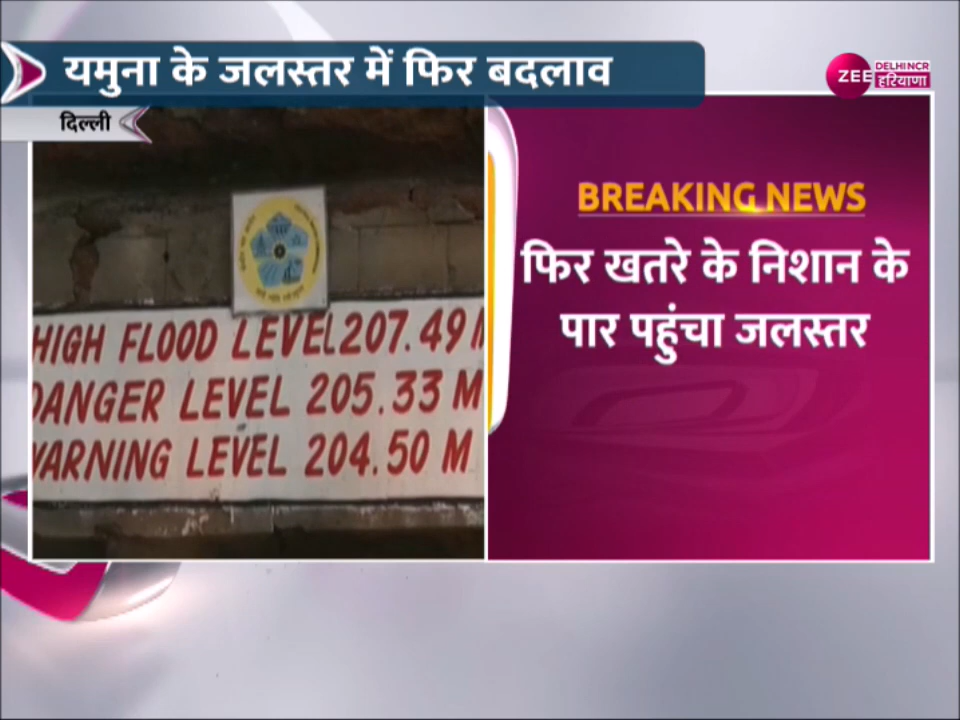 यमुना के जलस्तर में फिर बदलाव
ZEE DELHI NCR
हरियाणा
दिल्ली
BREAKING NEWS
फिर खतरे के निशान के
पार पहुंचा जलस्तर
HIGH FLOOD LEVEL 207.49 M
DANGER LEVEL 205.33 M
WARNING LEVEL 204.50 M